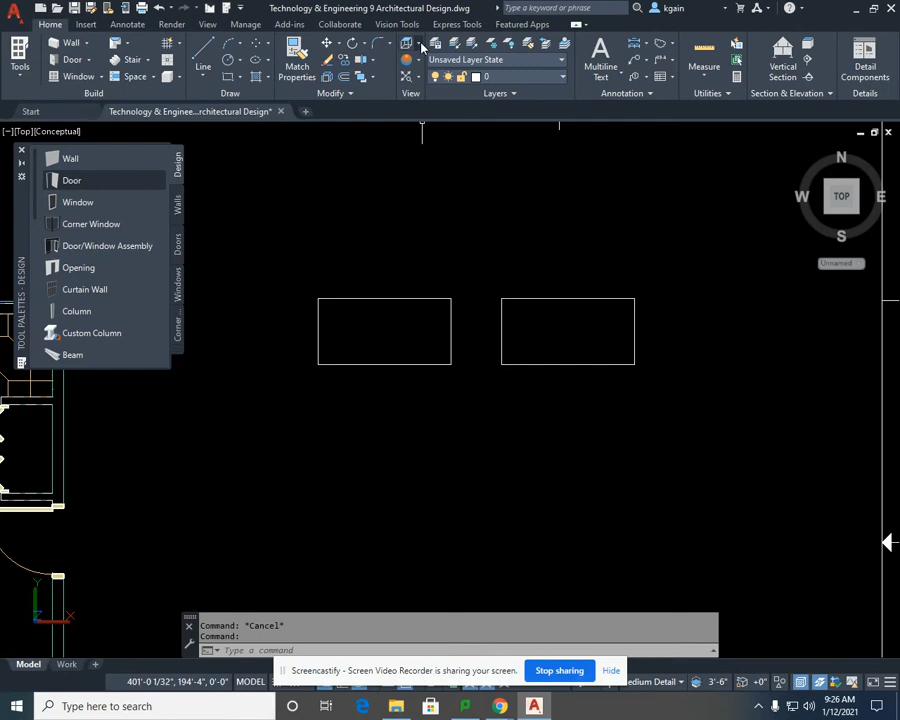 Technology & Engineering 9 Architectural Design.dwg
Type a keyword or phrase
kgain
Home Insert Annotate Render View Manage Add-ins Collaborate Vision Tools Express Tools Featured Apps
Tools
Wall
Door
Window
Stair
Space
Build
Line
Draw
Match
Properties
Modify
View
Unsaved Layer State
0
Layers
Multiline
Text
Annotation
Measure
Utilities
Vertical
Section
Section & Elevation
Detail
Components
Details
Start
Technology & Enginee...rchitectural Design*
[−][Top][Conceptual]
Wall
Door
Window
Corner Window
Door/Window Assembly
Opening
Curtain Wall
Column
Custom Column
Beam
Design
Walls
Doors
Windows
Corner ...
TOOL PALETTES - DESIGN
N
W TOP E
S
Unnamed
Y
X
Command: *Cancel*
Command:
Type a command
Model
Work
Screencastify - Screen Video Recorder is sharing your screen.
Stop sharing
Hide
401'-0 1/32", 194'-4", 0'-0"
MODEL
edium Detail
3'-6"
+0"
Type here to search
9:26 AM
1/12/2021